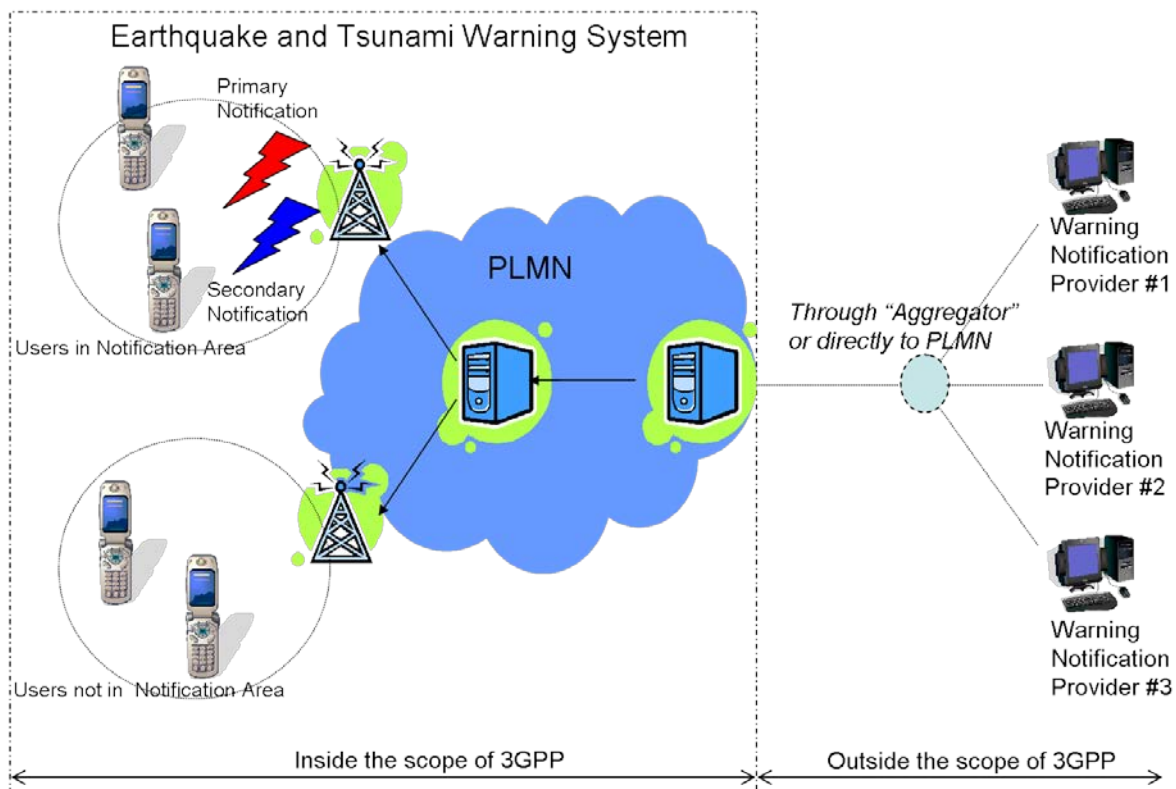 Earthquake and Tsunami Warning System
Primary
Notification
Secondary
Notification
Users in Notification Area
PLMN
Through “Aggregator”
or directly to PLMN
Warning
Notification
Provider #1
Warning
Notification
Provider #2
Warning
Notification
Provider #3
Users not in Notification Area
Inside the scope of 3GPP
Outside the scope of 3GPP